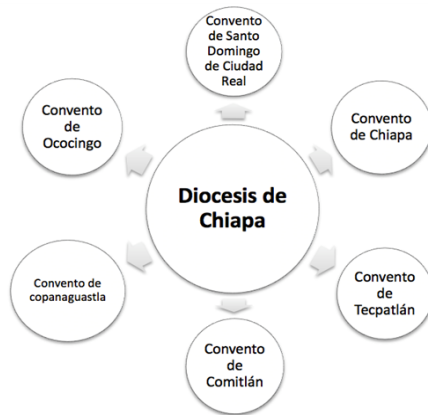 Convento
de Santo
Domingo
de Ciudad
Real
Convento
de Chiapa
Convento
de
Tecpatlán
Convento
de
Comitlán
Convento de
copanaguastla
Convento
de
Ococingo
Diocesis de
Chiapa